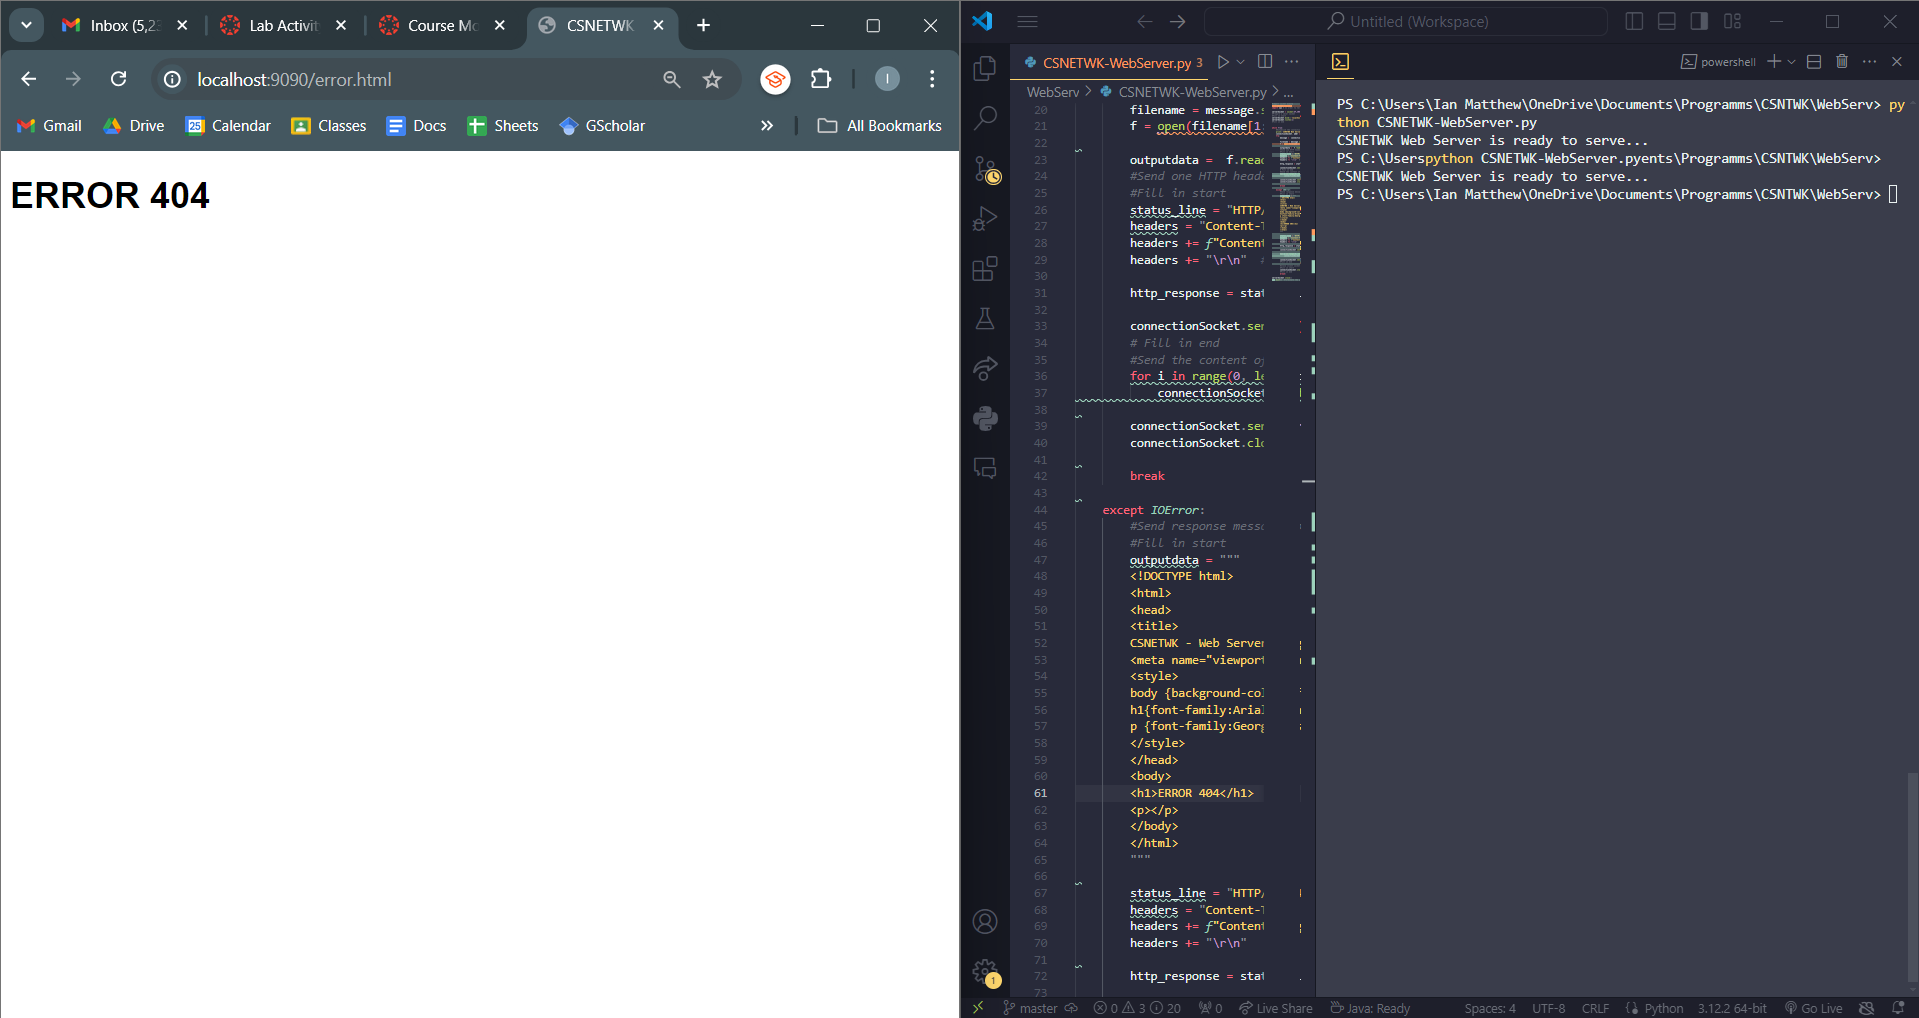 Inbox (5,23
Lab Activit
Course Mo
CSNETWK
localhost:9090/error.html
Gmail
Drive
25 Calendar
Classes
Docs
Sheets
GScholar
All Bookmarks
I
ERROR 404
Untitled (Workspace)
CSNETWK-WebServer.py 3
WebServ > CSNETWK-WebServer.py > ...
20 filename = message.s
21 f = open(filename[1:
22
23 outputdata = f.read
24 #Send one HTTP heade
25 #Fill in start
26 status_line = "HTTP/
27 headers = "Content-T
28 headers += f"Content
29 headers += "\r\n" #
30
31 http_response = stat
32
33 connectionSocket.sen
34 # Fill in end
35 #Send the content of
36 for i in range(0, le
37 connectionSocket
38
39 connectionSocket.sen
40 connectionSocket.clo
41
42 break
43
44 except IOError:
45 #Send response messa
46 #Fill in start
47 outputdata = """
48 <!DOCTYPE html>
49 <html>
50 <head>
51 <title>
52 CSNETWK - Web Server
53 <meta name="viewport
54 <style>
55 body {background-col
56 h1{font-family:Arial
57 p {font-family:Georg
58 </style>
59 </head>
60 <body>
61 <h1>ERROR 404</h1>
62 <p></p>
63 </body>
64 </html>
65 """
66
67 status_line = "HTTP/
68 headers = "Content-T
69 headers += f"Content
70 headers += "\r\n"
71
72 http_response = stat
73
powershell
PS C:\Users\Ian Matthew\OneDrive\Documents\Programms\CSNTWK\WebServ> py
thon CSNETWK-WebServer.py
CSNETWK Web Server is ready to serve...
PS C:\Userspython CSNETWK-WebServer.pyents\Programms\CSNTWK\WebServ>
CSNETWK Web Server is ready to serve...
PS C:\Users\Ian Matthew\OneDrive\Documents\Programms\CSNTWK\WebServ>
1
master 0 3 20 0 Live Share Java: Ready Spaces: 4 UTF-8 CRLF Python 3.12.2 64-bit Go Live